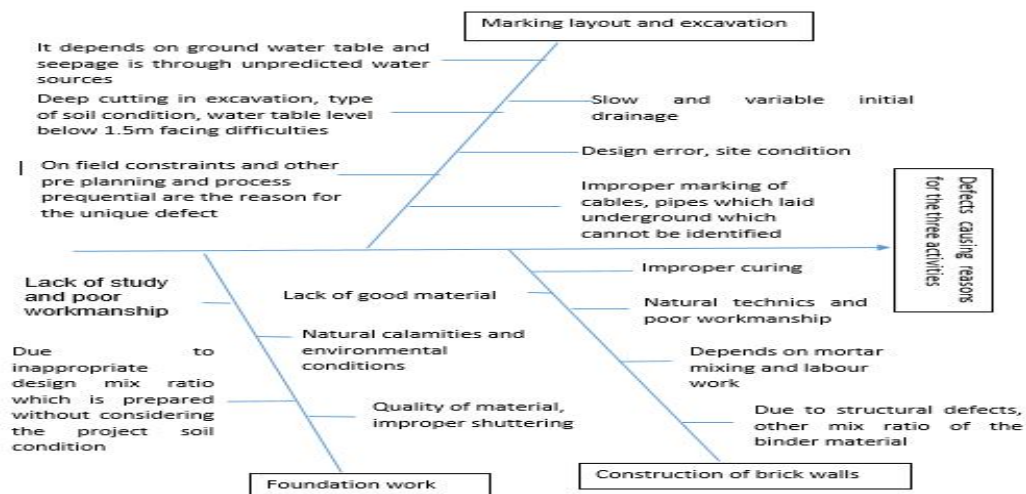 Marking layout and excavation
It depends on ground water table and
seepage is through unpredicted water
sources
Deep cutting in excavation, type
of soil condition, water table level
below 1.5m facing difficulties
On field constraints and other
pre planning and process
prequential are the reason for
the unique defect
Slow and variable initial
drainage
Design error, site condition
Improper marking of
cables, pipes which laid
underground which
cannot be identified
Defects causing reasons
for the three activities
Lack of study
and poor
workmanship
Due to
inappropriate
design mix ratio
which is prepared
without considering
the project soil
condition
Natural calamities and
environmental
conditions
Quality of material,
improper shuttering
Foundation work
Lack of good material
Improper curing
Natural technics and
poor workmanship
Depends on mortar
mixing and labour
work
Due to structural defects,
other mix ratio of the
binder material
Construction of brick walls